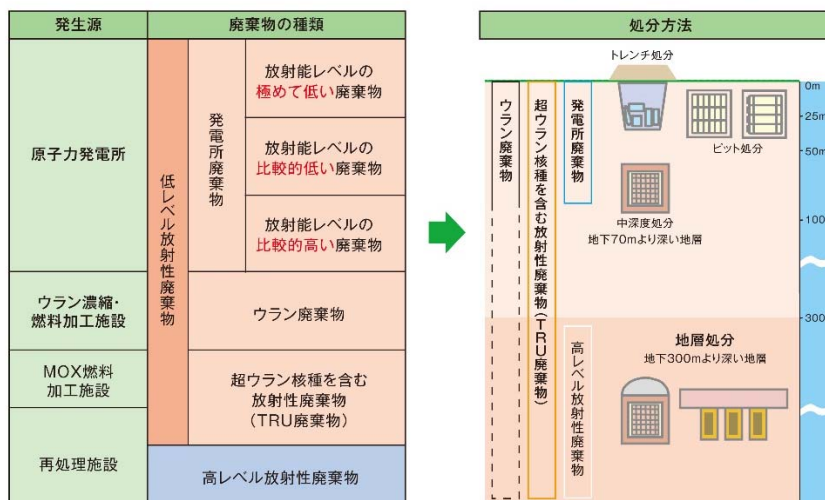 発生源
廃棄物の種類
原子力発電所
低レベル放射性廃棄物
発電所廃棄物
放射能レベルの
極めて低い廃棄物
放射能レベルの
比較的低い廃棄物
放射能レベルの
比較的高い廃棄物
ウラン濃縮・
燃料加工施設
ウラン廃棄物
MOX燃料
加工施設
超ウラン核種を含む
放射性廃棄物
（TRU廃棄物）
再処理施設
高レベル放射性廃棄物
処分方法
トレンチ処分
ウラン廃棄物
超ウラン核種を含む放射性廃棄物（TRU廃棄物）
発電所廃棄物
高レベル放射性廃棄物
ピット処分
中深度処分
地下70mより深い地層
地層処分
地下300mより深い地層
0m
25m
50m
100
300